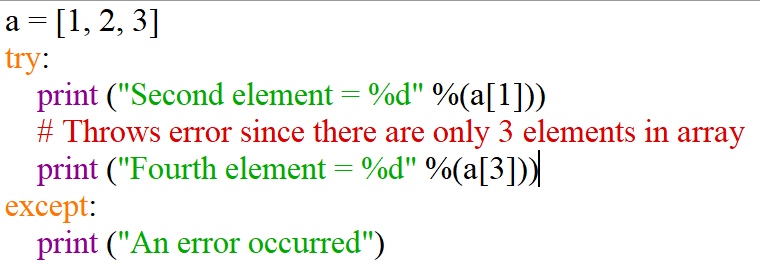 a = [1, 2, 3]
try:
    print ("Second element = %d" %(a[1]))
    # Throws error since there are only 3 elements in array
    print ("Fourth element = %d" %(a[3]))
except:
    print ("An error occurred")